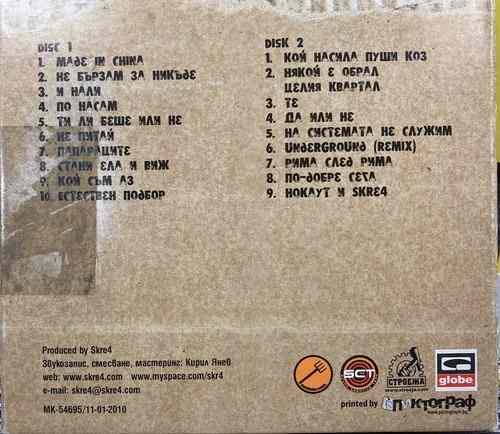 DISC 1
1. MADE IN CHINA
2. НЕ БЪРЗАМ ЗА НИКЪДЕ
3. И НАЛИ
4. ПО НАСАМ
5. ТИ ЛИ БЕШЕ ИЛИ НЕ
6. НЕ ПИТАЙ
7. ПАПАРАЦИТЕ
8. СТАНИ ЕЛА И ВИЖ
9. КОЙ СЪМ АЗ
10. ЕСТЕСТВЕН ПОДБОР
DISK 2
1. КОЙ НАСИЛА ПУШИ КОЗ
2. НЯКОЙ Е ОБРАЛ
ЦЕЛИЯ КВАРТАЛ
3. ТЕ
4. ДА ИЛИ НЕ
5. НА СИСТЕМАТА НЕ СЛУЖИМ
6. UNDERGROUND (REMIX)
7. РИМА СЛЕД РИМА
8. ПО-ДОБРЕ СЕГА
9. НОКАУТ И SKRE4
Produced by Skre4
Звукозапис, смесване, мастеринг: Кирил Янев
web: www.skre4.com www.myspace.com/skr4
e-mail: skre4@skre4.com
МК-54695/11-01-2010
SCT
СТРОЕЖА
globe
printed by ПИКТОГРАФ